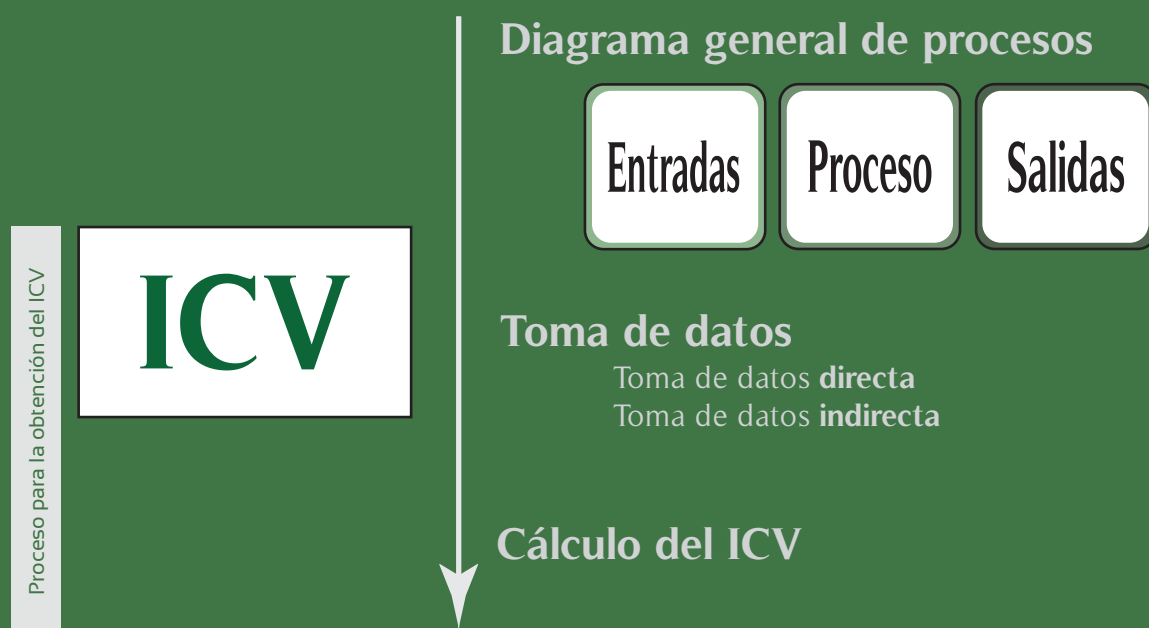 Proceso para la obtención del ICV
ICV
Diagrama general de procesos
Entradas
Proceso
Salidas
Toma de datos
Toma de datos directa
Toma de datos indirecta
Cálculo del ICV